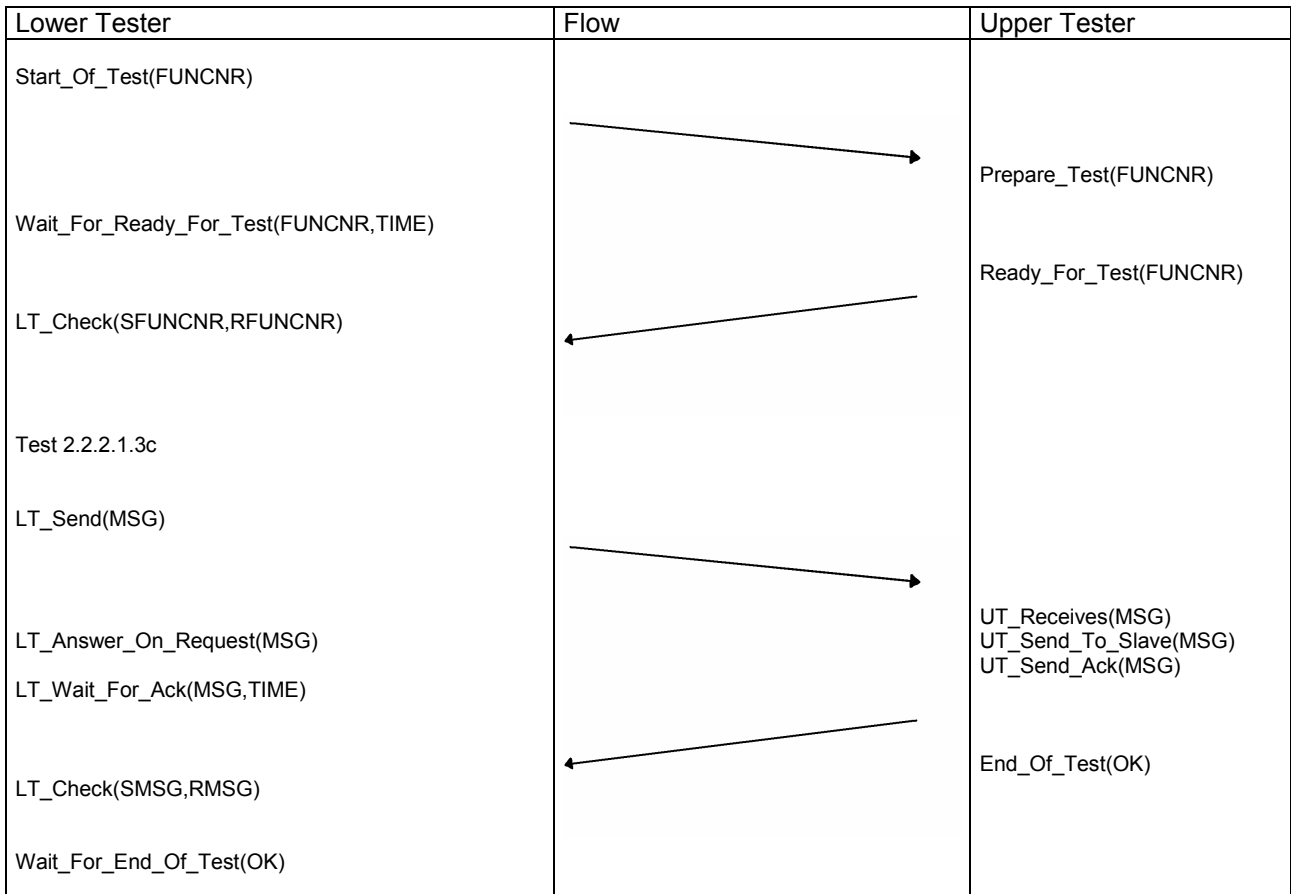 Lower Tester
Flow
Upper Tester
Start_Of_Test(FUNCNR)
Prepare_Test(FUNCNR)
Wait_For_Ready_For_Test(FUNCNR,TIME)
Ready_For_Test(FUNCNR)
LT_Check(SFUNCNR,RFUNCNR)
Test 2.2.2.1.3c
LT_Send(MSG)
UT_Receives(MSG)
LT_Answer_On_Request(MSG)
UT_Send_To_Slave(MSG)
UT_Send_Ack(MSG)
LT_Wait_For_Ack(MSG,TIME)
End_Of_Test(OK)
LT_Check(SMSG,RMSG)
Wait_For_End_Of_Test(OK)